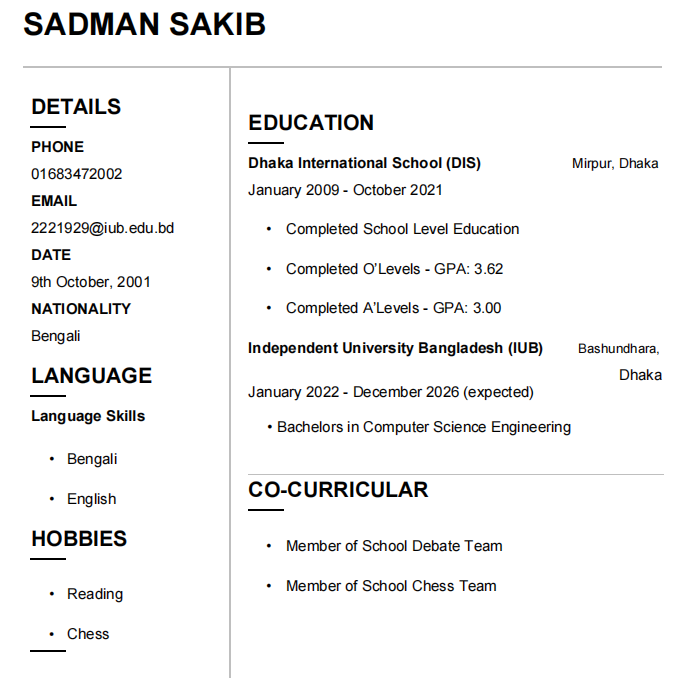 SADMAN SAKIB
DETAILS
PHONE
01683472002
EMAIL
2221929@iub.edu.bd
DATE
9th October, 2001
NATIONALITY
Bengali
LANGUAGE
Language Skills
• Bengali
• English
HOBBIES
• Reading
• Chess
EDUCATION
Dhaka International School (DIS) Mirpur, Dhaka
January 2009 - October 2021
• Completed School Level Education
• Completed O'Levels - GPA: 3.62
• Completed A'Levels - GPA: 3.00
Independent University Bangladesh (IUB) Bashundhara,
Dhaka
January 2022 - December 2026 (expected)
• Bachelors in Computer Science Engineering
CO-CURRICULAR
• Member of School Debate Team
• Member of School Chess Team